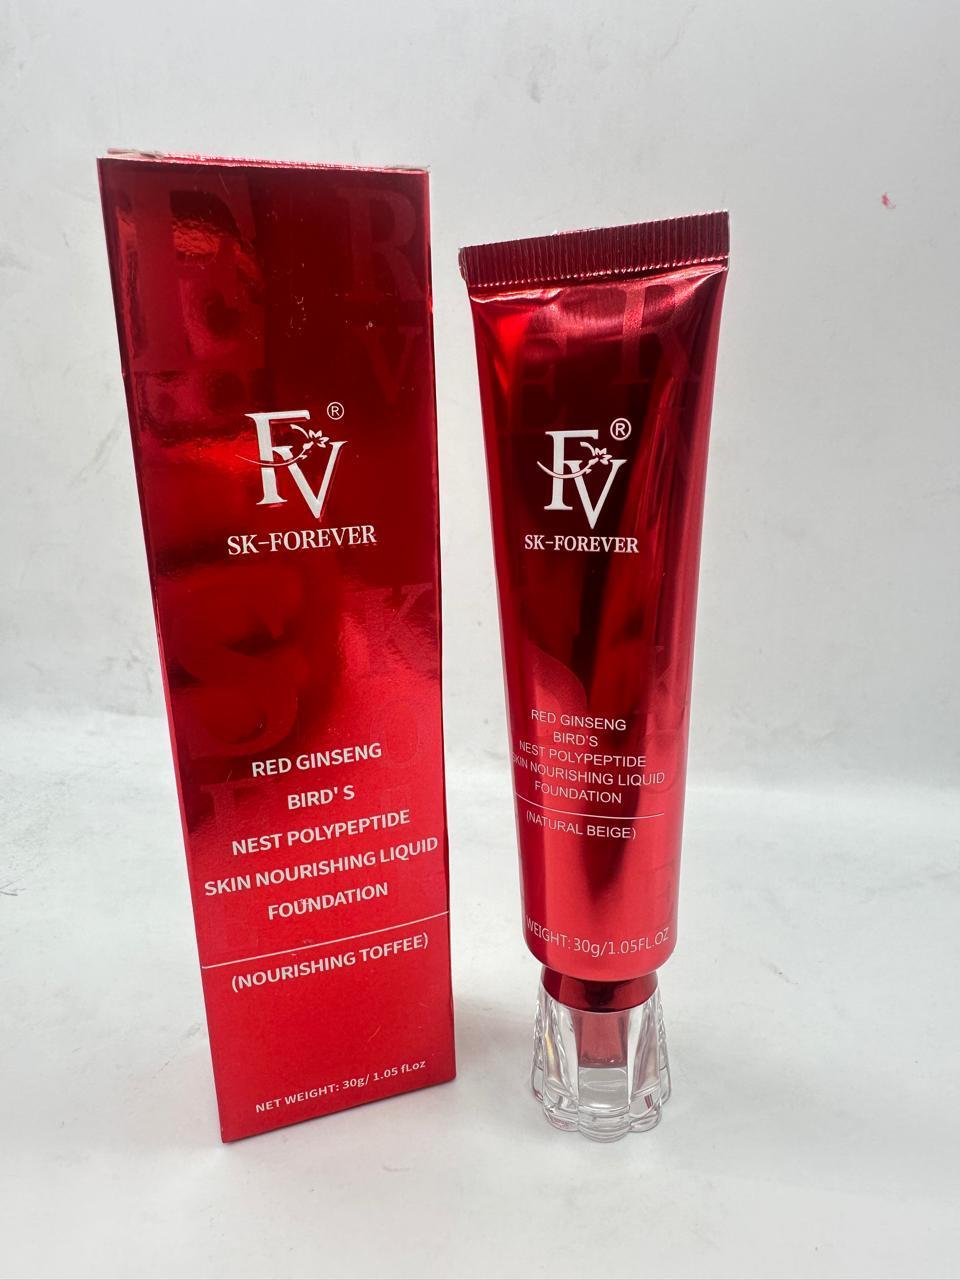 FV®
SK-FOREVER
RED GINSENG
BIRD' S
NEST POLYPEPTIDE
SKIN NOURISHING LIQUID
FOUNDATION
(NOURISHING TOFFEE)
NET WEIGHT: 30g/ 1.05 fl.oz
FV®
SK-FOREVER
RED GINSENG
BIRD'S
NEST POLYPEPTIDE
SKIN NOURISHING LIQUID
FOUNDATION
(NATURAL BEIGE)
WEIGHT: 30g/1.05FL.OZ